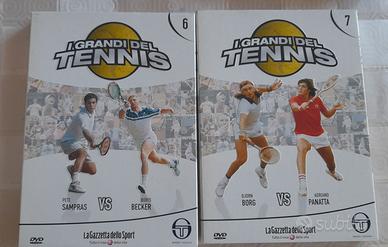 6
I GRANDI DEL
TENNIS
PETE
SAMPRAS
VS
BORIS
BECKER
La Gazzetta dello Sport
DVD
7
I GRANDI DEL
TENNIS
BJORN
BORG
VS
ADRIANO
PANATTA
La Gazzetta dello Sport
DVD
subito